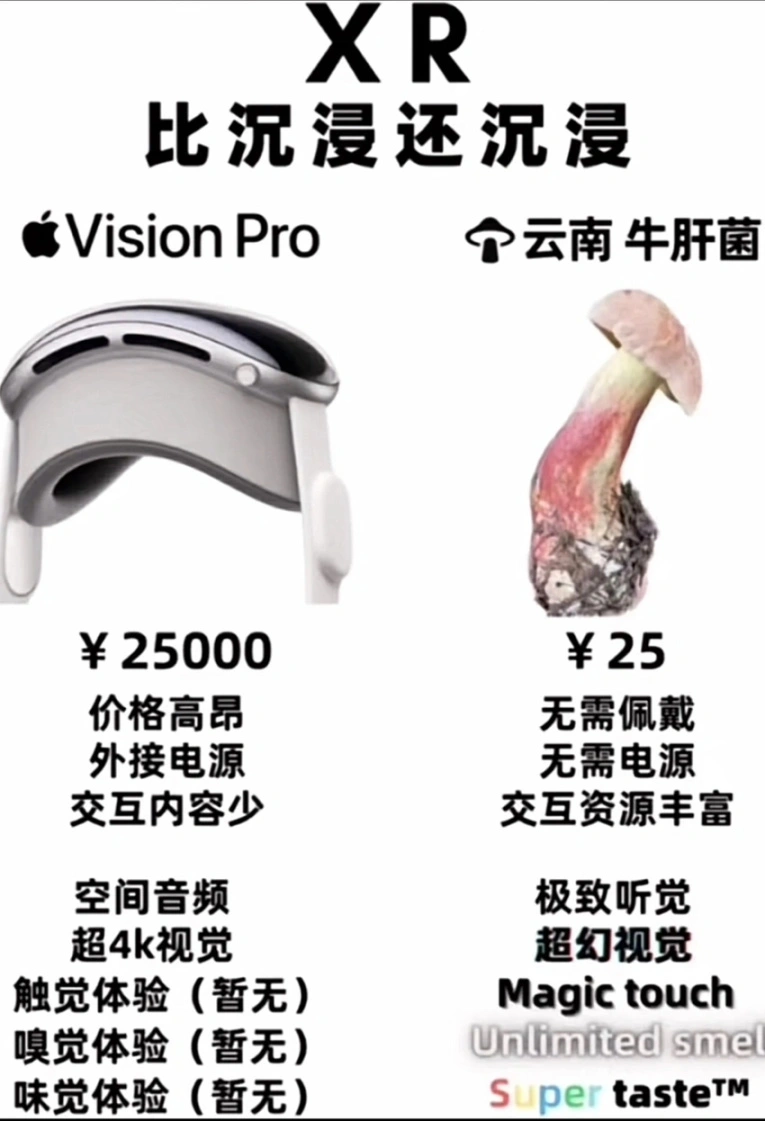 XR
比沉浸还沉浸
Vision Pro
云南 牛肝菌
¥25000
价格高昂
外接电源
交互内容少
空间音频
超4k视觉
触觉体验（暂无）
嗅觉体验（暂无）
味觉体验（暂无）
¥25
无需佩戴
无需电源
交互资源丰富
极致听觉
超幻视觉
Magic touch
Unlimited smel
Super taste™